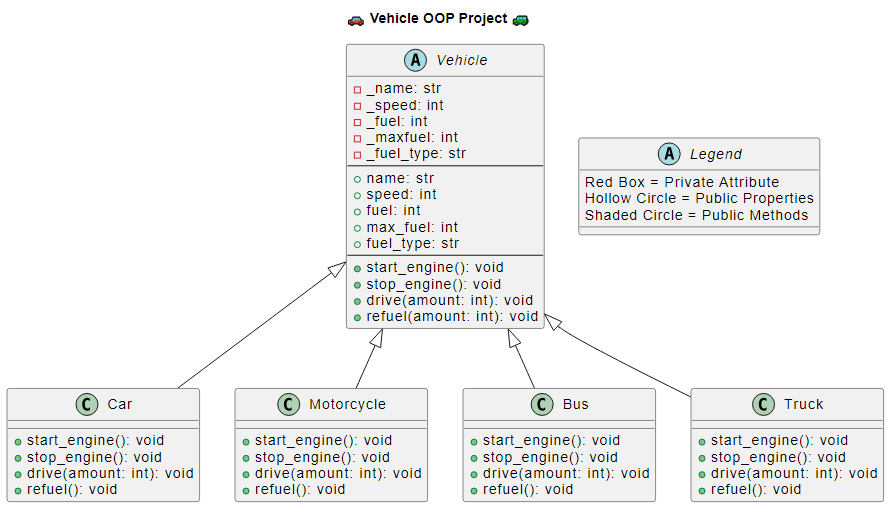 Vehicle OOP Project
A Vehicle
_name: str
_speed: int
_fuel: int
_maxfuel: int
_fuel_type: str
name: str
speed: int
fuel: int
max_fuel: int
fuel_type: str
start_engine(): void
stop_engine(): void
drive(amount: int): void
refuel(amount: int): void
A Legend
Red Box = Private Attribute
Hollow Circle = Public Properties
Shaded Circle = Public Methods
C Car
start_engine(): void
stop_engine(): void
drive(amount: int): void
refuel(): void
C Motorcycle
start_engine(): void
stop_engine(): void
drive(amount: int): void
refuel(): void
C Bus
start_engine(): void
stop_engine(): void
drive(amount: int): void
refuel(): void
C Truck
start_engine(): void
stop_engine(): void
drive(amount: int): void
refuel(): void